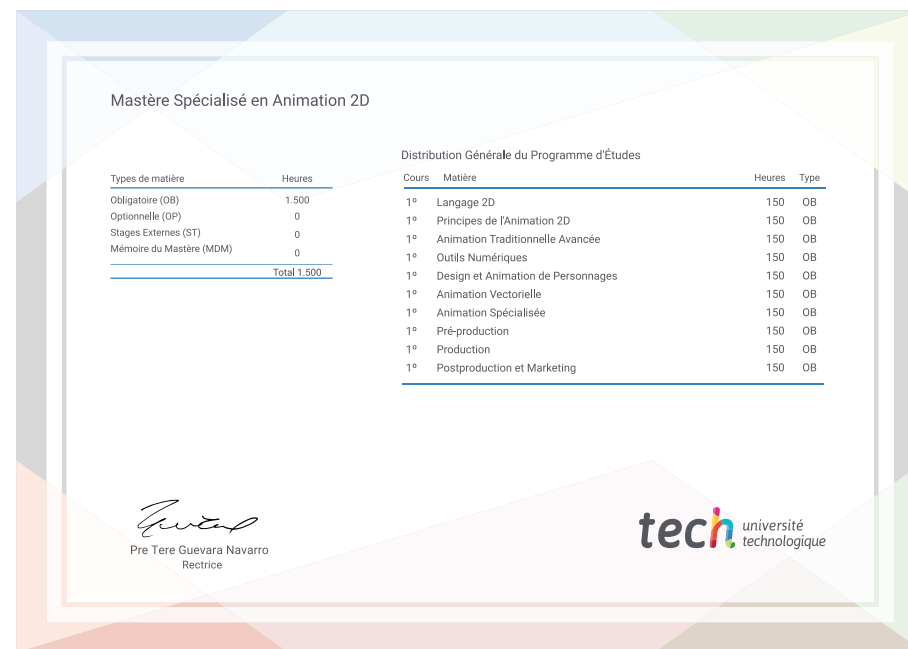 Mastère Spécialisé en Animation 2D
Types de matière Heures
Obligatoire (OB) 1.500
Optionnelle (OP) 0
Stages Externes (ST) 0
Mémoire du Mastère (MDM) 0
Total 1.500
Distribution Générale du Programme d'Études
Cours Matière Heures Type
1º Langage 2D 150 OB
1º Principes de l'Animation 2D 150 OB
1º Animation Traditionnelle Avancée 150 OB
1º Outils Numériques 150 OB
1º Design et Animation de Personnages 150 OB
1º Animation Vectorielle 150 OB
1º Animation Spécialisée 150 OB
1º Pré-production 150 OB
1º Production 150 OB
1º Postproduction et Marketing 150 OB
Pre Tere Guevara Navarro
Rectrice
tech université
technologique